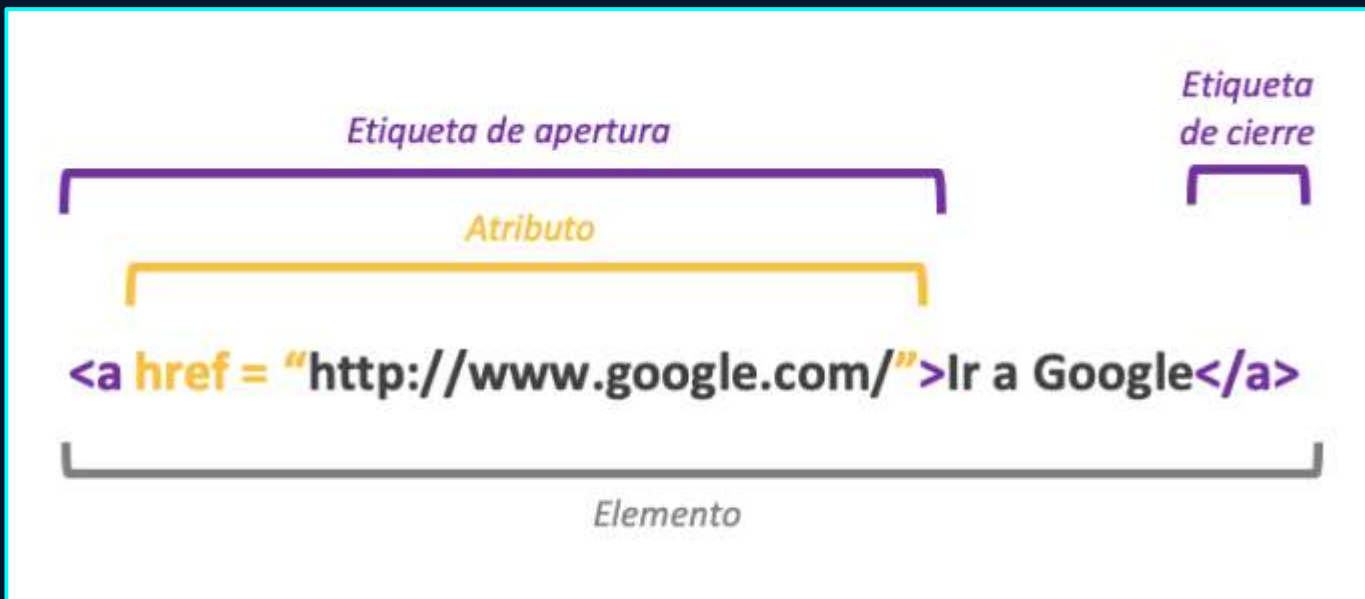 Etiqueta
de cierre
Etiqueta de apertura
Atributo
<a href = “http://www.google.com/”>Ir a Google</a>
Elemento